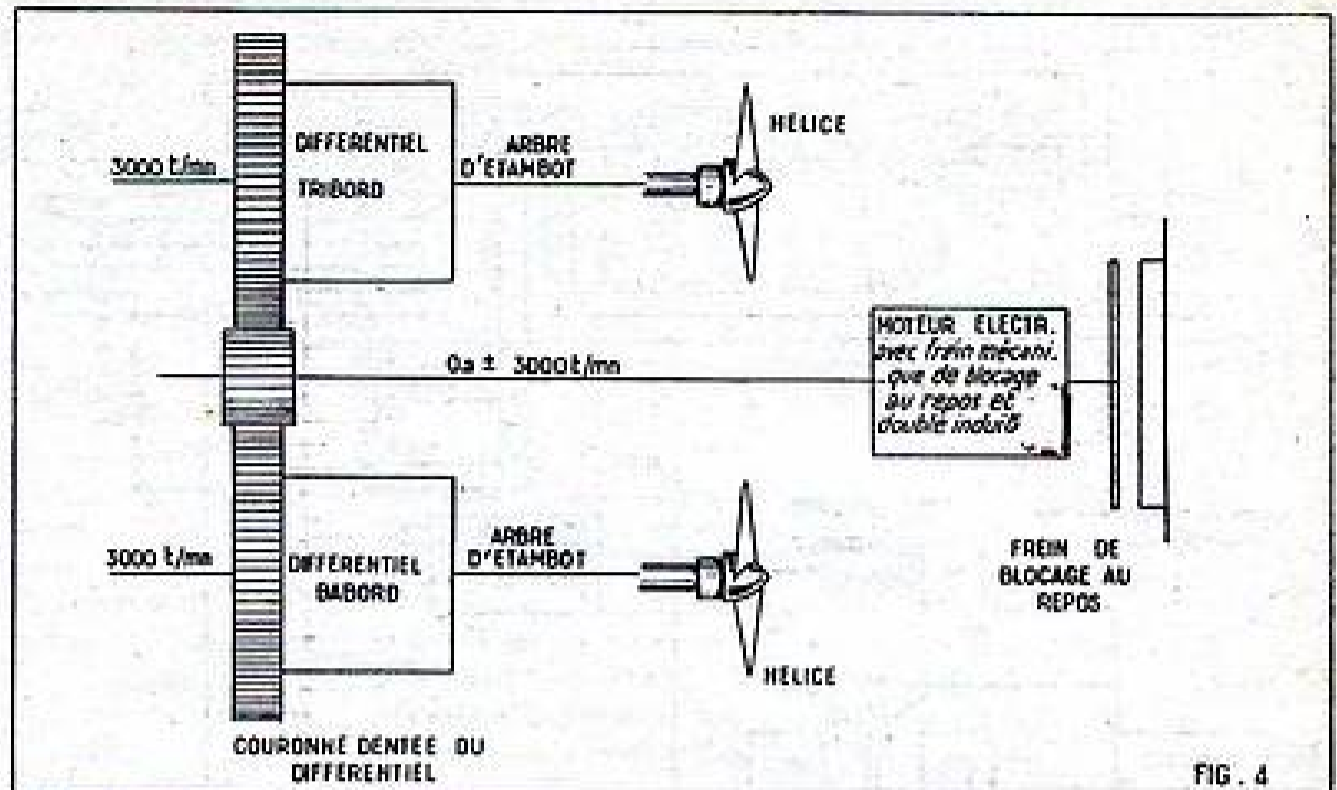 3000 t/mn
DIFFERENTIEL
TRIBORD
ARBRE
D'ETAMBOT
HELICE
0a ± 3000 t/mn
MOTEUR ELECTR.
avec frein mécani.
que de blocage
au repos et
double induit
3000 t/mn
DIFFERENTIEL
BABORD
ARBRE
D'ETAMBOT
HELICE
FREIN DE
BLOCAGE AU
REPOS
COURONNE DENTEE DU
DIFFERENTIEL
FIG. 4